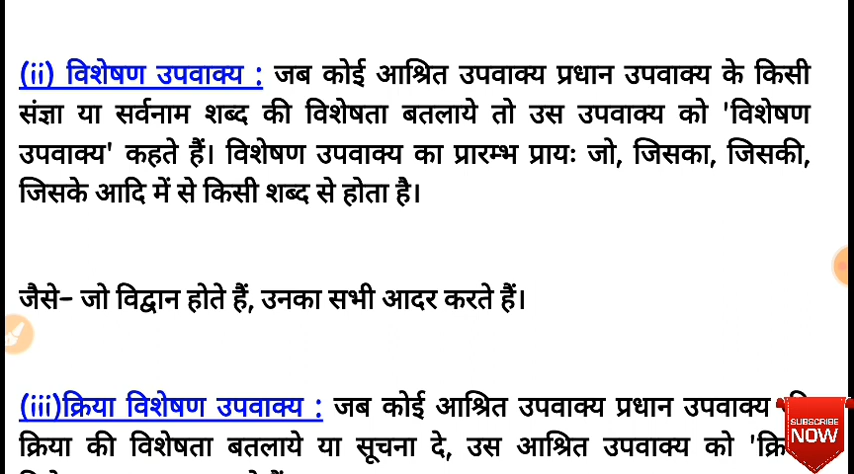 (ii) विशेषण उपवाक्य : जब कोई आश्रित उपवाक्य प्रधान उपवाक्य के किसी
संज्ञा या सर्वनाम शब्द की विशेषता बतलाये तो उस उपवाक्य को 'विशेषण
उपवाक्य' कहते हैं। विशेषण उपवाक्य का प्रारम्भ प्रायः जो, जिसका, जिसकी,
जिसके आदि में से किसी शब्द से होता है।
जैसे– जो विद्वान होते हैं, उनका सभी आदर करते हैं।
(iii)क्रिया विशेषण उपवाक्य : जब कोई आश्रित उपवाक्य प्रधान उपवाक्य
क्रिया की विशेषता बतलाये या सूचना दे, उस आश्रित उपवाक्य को
SUBSCRIBE
NOW